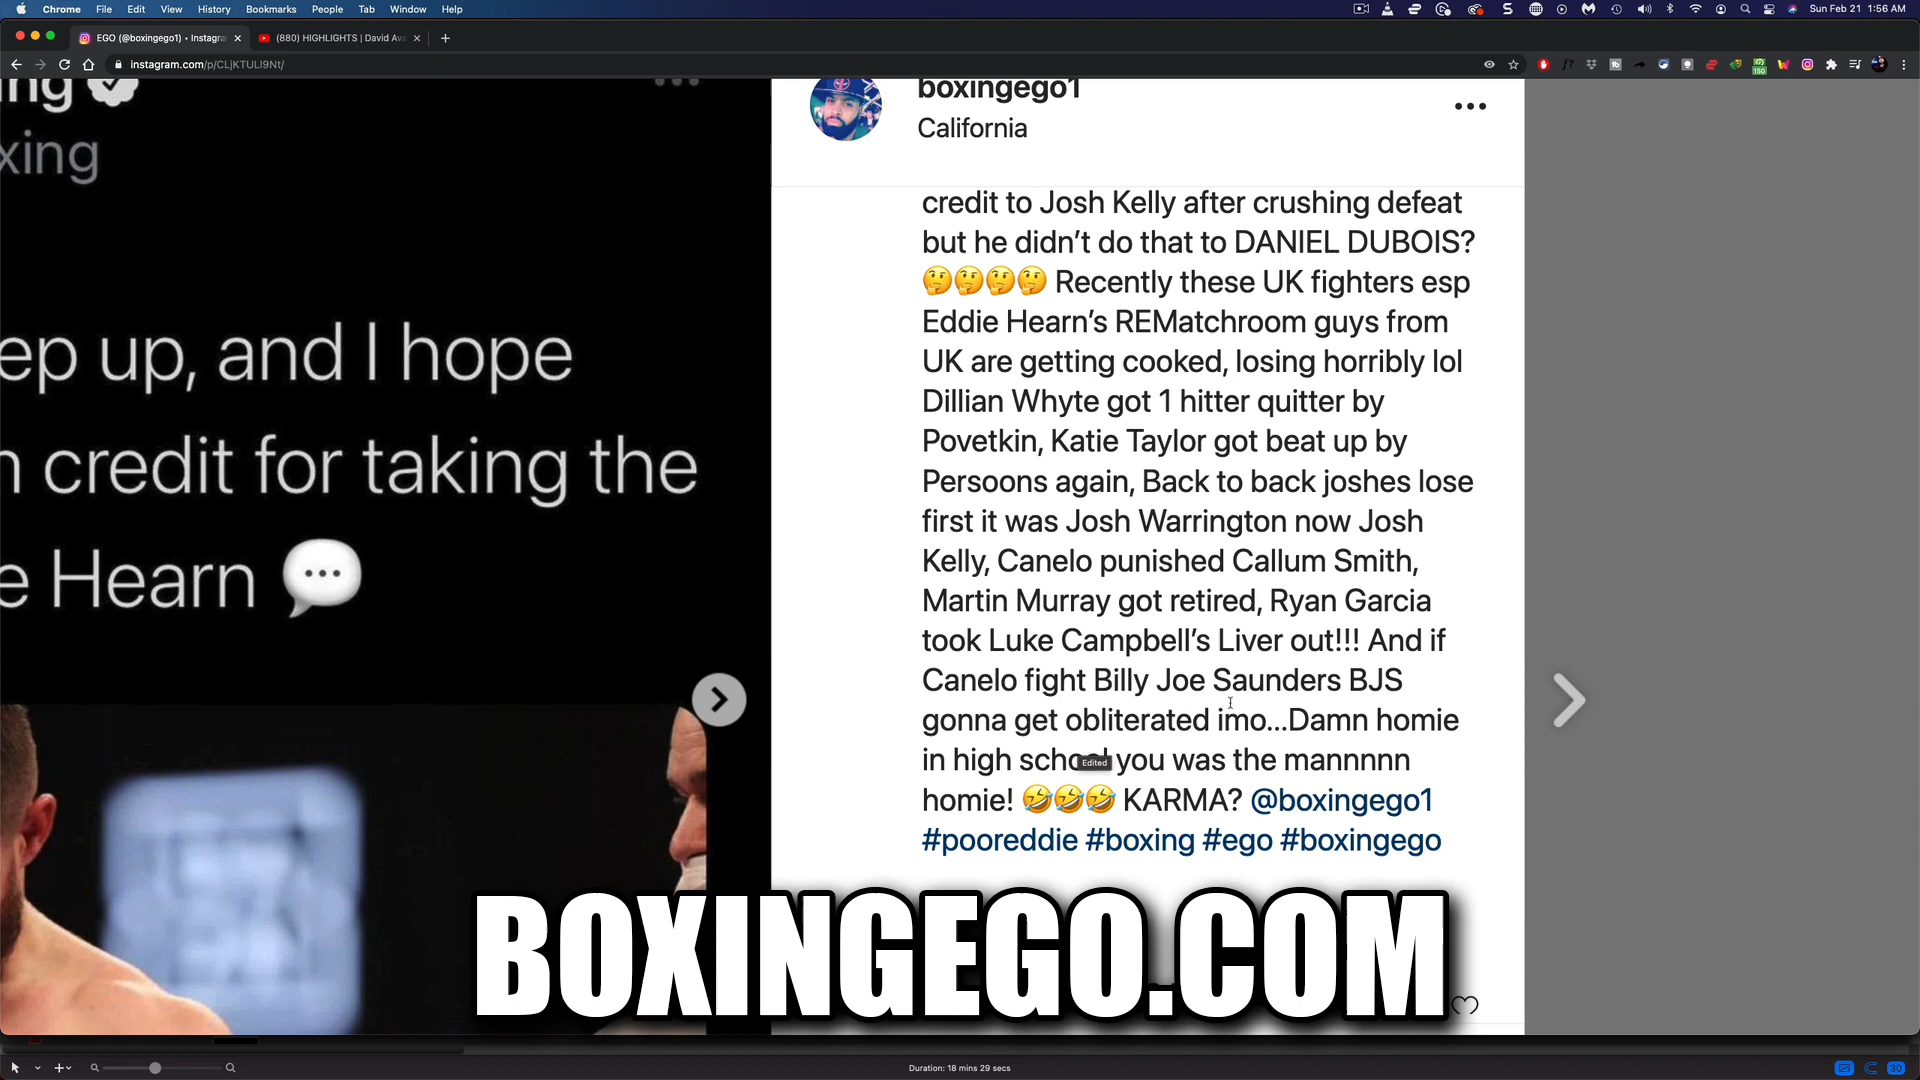 Chrome File Edit View History Bookmarks People Tab Window Help
Sun Feb 21 1:56 AM
EGO (@boxingego1) • Instagra
(880) HIGHLIGHTS | David Ava
instagram.com/p/CLjKTULl9Nt/
150
ing
xing
ep up, and I hope
credit for taking the
e Hearn
boxingego1
California
credit to Josh Kelly after crushing defeat
but he didn’t do that to DANIEL DUBOIS?
🤔🤔🤔🤔 Recently these UK fighters esp
Eddie Hearn’s REMatchroom guys from
UK are getting cooked, losing horribly lol
Dillian Whyte got 1 hitter quitter by
Povetkin, Katie Taylor got beat up by
Persoons again, Back to back joshes lose
first it was Josh Warrington now Josh
Kelly, Canelo punished Callum Smith,
Martin Murray got retired, Ryan Garcia
took Luke Campbell’s Liver out!!! And if
Canelo fight Billy Joe Saunders BJS
gonna get obliterated imo...Damn homie
in high school you was the mannnnn
Edited
homie! 🤣🤣🤣 KARMA? @boxingego1
#pooreddie #boxing #ego #boxingego
BOXINGEGO.COM
Duration: 18 mins 29 secs
30